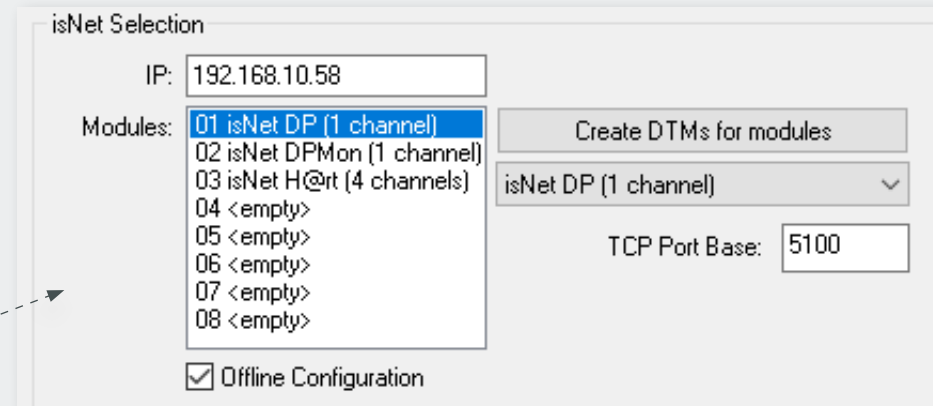 isNet Selection
IP: 192.168.10.58
Modules: 01 isNet DP (1 channel)
02 isNet DPMon (1 channel)
03 isNet H@rt (4 channels)
04 <empty>
05 <empty>
06 <empty>
07 <empty>
08 <empty>
Create DTMs for modules
isNet DP (1 channel)
TCP Port Base: 5100
Offline Configuration